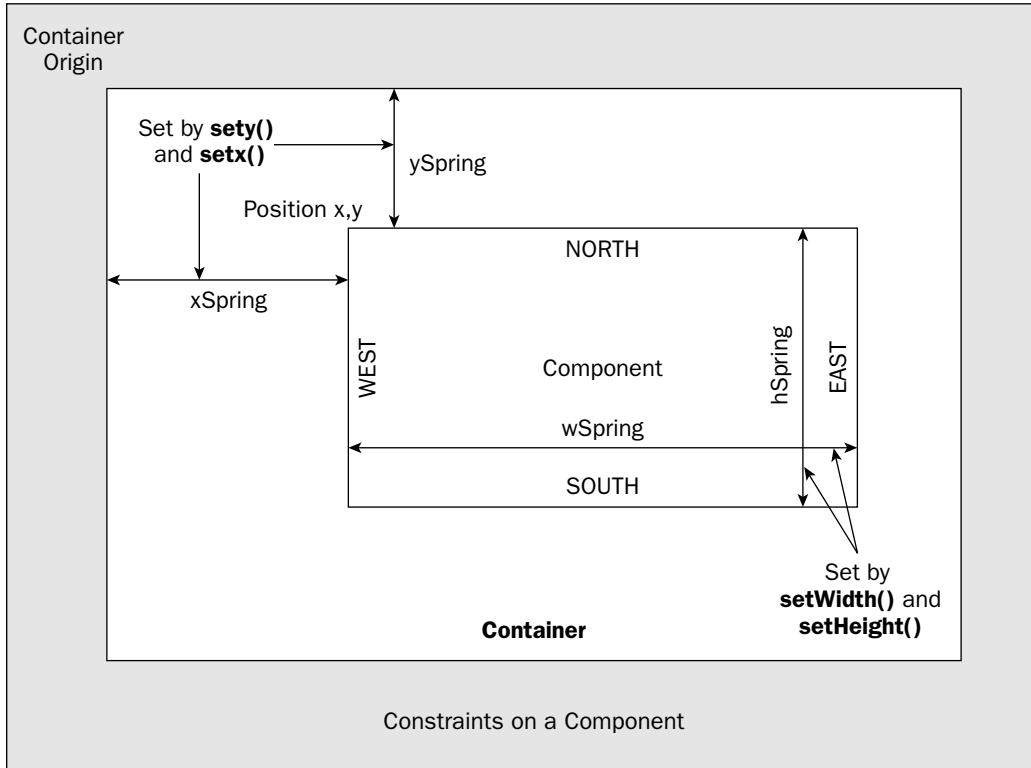 Container
Origin
Set by sety()
and setx()
ySpring
Position x,y
xSpring
NORTH
WEST
Component
hSpring
EAST
wSpring
SOUTH
Set by
setWidth() and
setHeight()
Container
Constraints on a Component